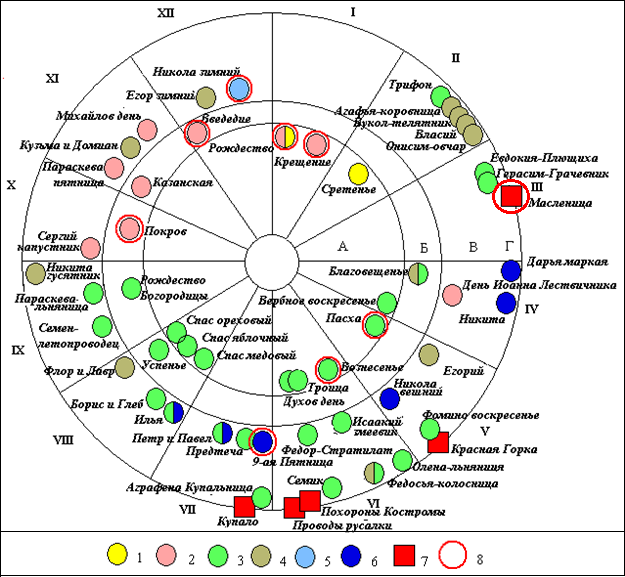 XII
I
XI
II
Никола зимний
Егор зимний
Трифон
Агафья-коровница
Вукол-телятник
Власий
Онисим-овчар
Введедие
Михайлов день
Рождество
Кузьма и Домиан
Крещение
Евдокия-Плющиха
Герасим-Грачевник
III
Масленица
Параскева
пятница
Казанская
Сретенье
X
Покров
Сергий
капустник
А
Б
В
Г
Никита
гусятник
Благовещенье
Дарья маркая
День Иоанна Лествичника
Параскева-
льняница
Рождество
Богородицы
Вербное воскресенье
Никита
IV
Пасха
Семен-
летопроводец
Спас ореховый
Спас яблочный
Спас медовый
IX
Успенье
Флор и Лавр
Вознесенье
Егорий
Троица
Духов день
Никола
вешний
Борис и Глеб
Илья
Исаакий
змеевик
Фомино воскресенье
V
VIII
Петр и Павел
Предтеча
9-ая Пятница
Федор-Стратилат
Красная Горка
Олена-льняниця
Федосья-колосница
Аграфена Купальница
Семик
VII
Купало
Похороны Костромы
Проводы русалки
VI
1 2 3 4 5 6 7 8